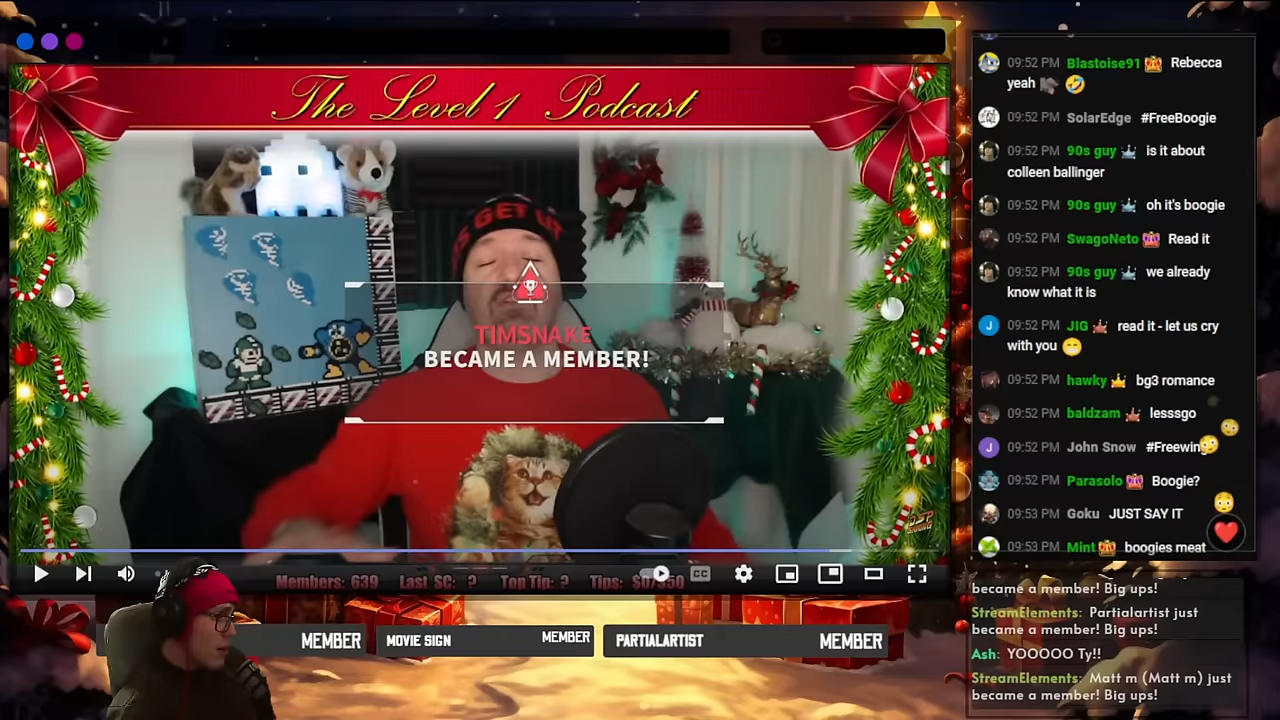 The Level 1 Podcast
GET
TIMSNAKE
BECAME A MEMBER!
Members: 639 Last SC: ? Top Tip: ? Tips:
CC
MEMBER
MOVIE SIGN MEMBER
PARTIALARTIST MEMBER
09:52 PM Blastoise91 Rebecca
yeah
09:52 PM SolarEdge #FreeBoogie
09:52 PM 90s guy is it about
colleen ballinger
09:52 PM 90s guy oh it's boogie
09:52 PM SwagoNeto Read it
09:52 PM 90s guy we already
know what it is
J 09:52 PM JIG read it - let us cry
with you
09:52 PM hawky bg3 romance
09:52 PM baldzam lesssgo
J 09:52 PM John Snow #Freewing
09:52 PM Parasolo Boogie?
09:53 PM Goku JUST SAY IT
09:53 PM Mint boogies meat
became a member! Big ups!
StreamElements: Partialartist just
became a member! Big ups!
Ash: YOOOOO Ty!!
StreamElements: Matt m (Matt m) just
became a member! Big ups!